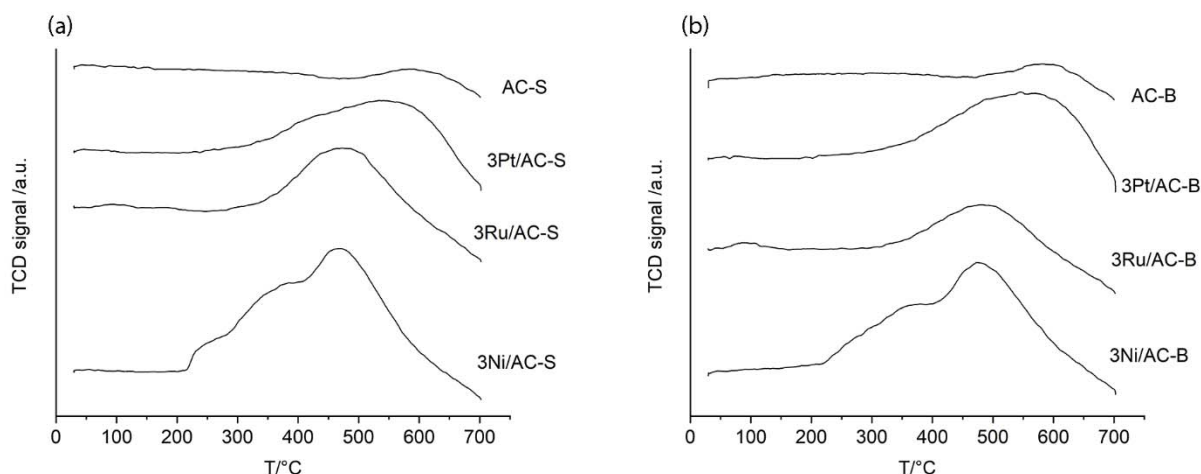 (a)
TCD signal /a.u.
AC-S
3Pt/AC-S
3Ru/AC-S
3Ni/AC-S
0 100 200 300 400 500 600 700
T/°C
(b)
TCD signal /a.u.
AC-B
3Pt/AC-B
3Ru/AC-B
3Ni/AC-B
0 100 200 300 400 500 600 700
T/°C